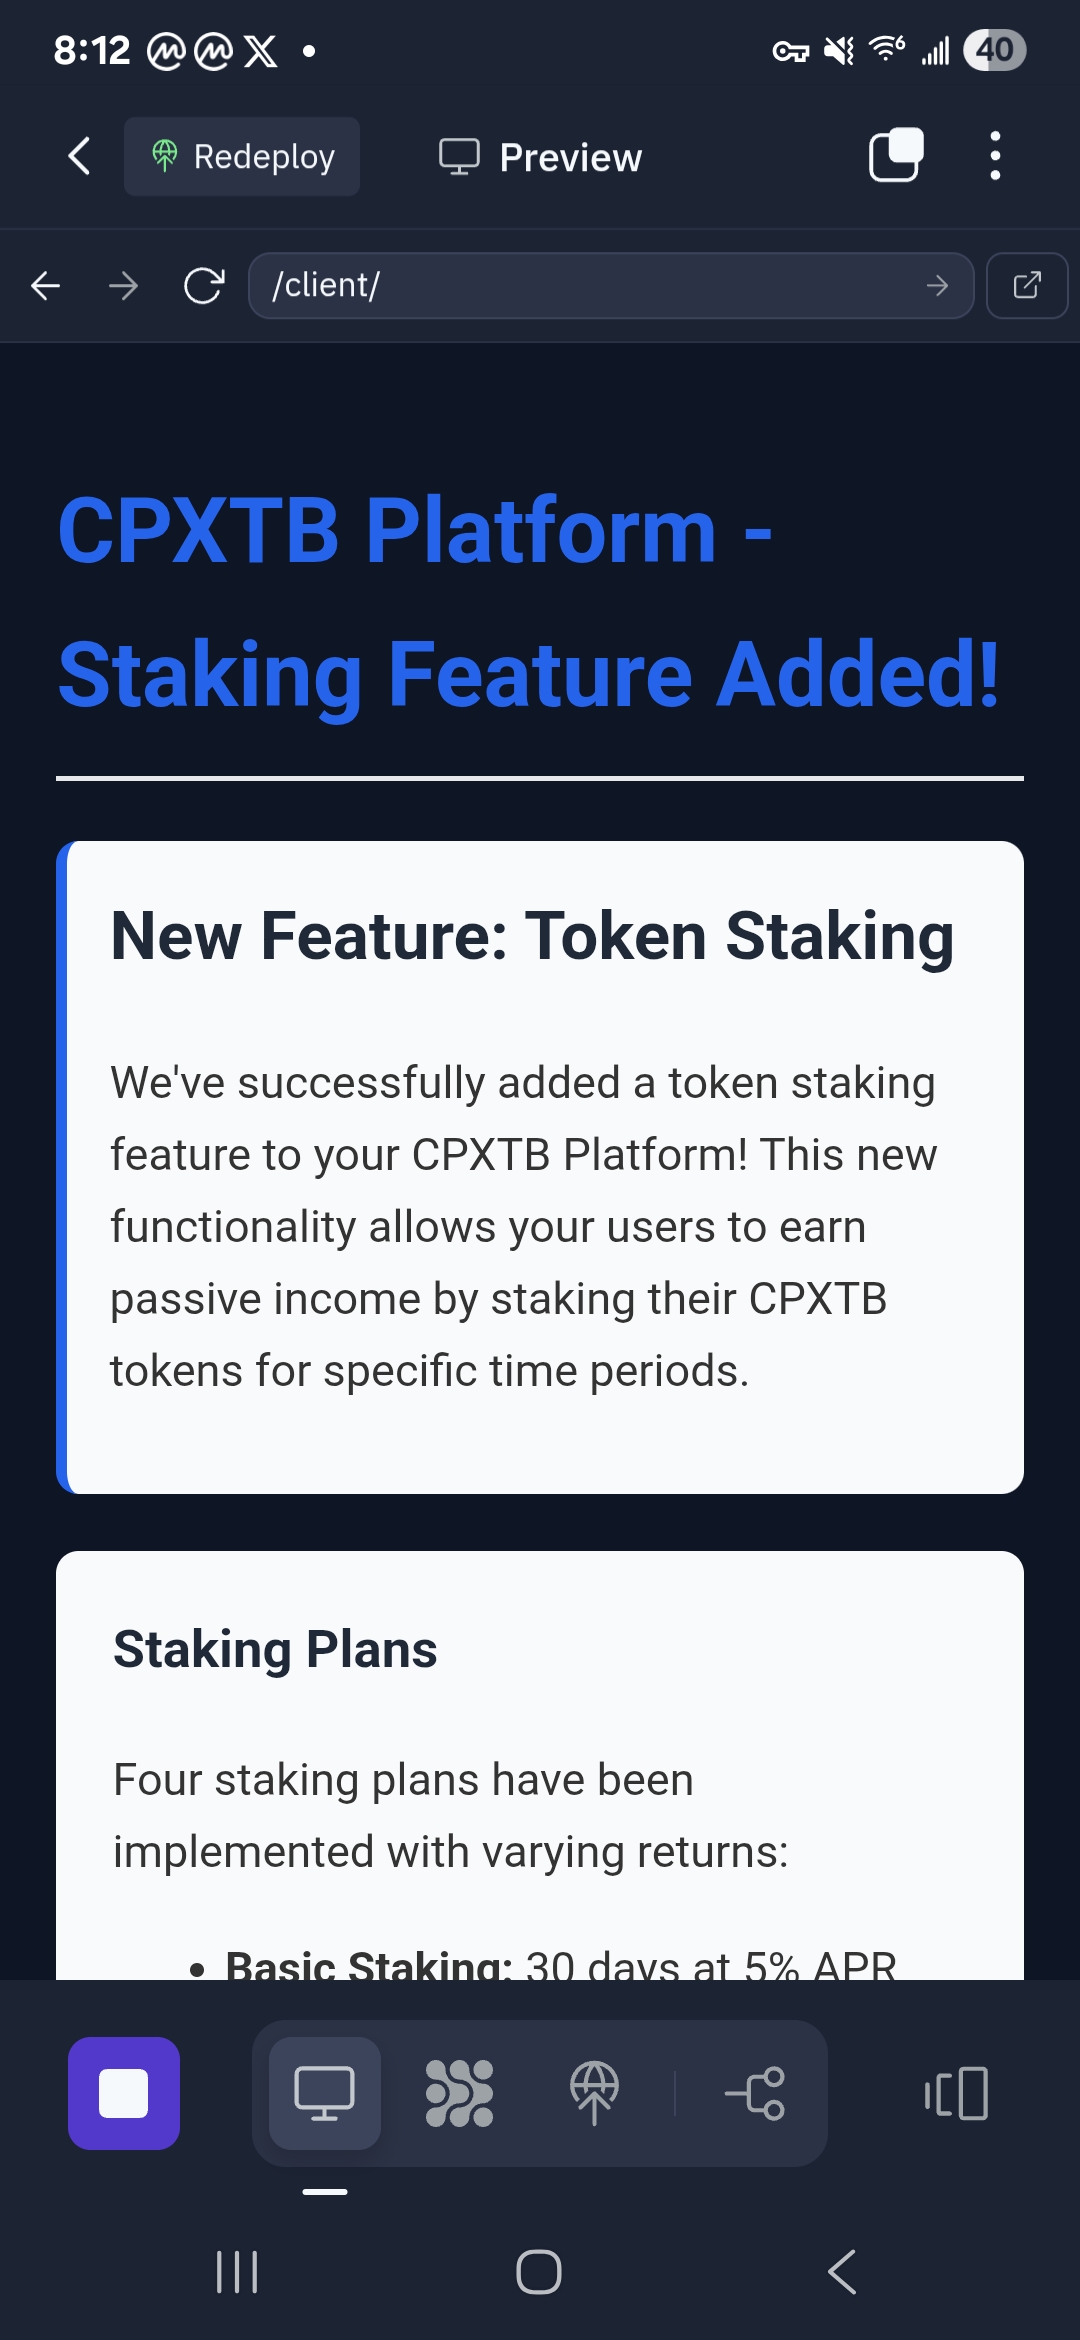 8:12
40
Redeploy
Preview
/client/
CPXTB Platform -
Staking Feature Added!
New Feature: Token Staking
We've successfully added a token staking
feature to your CPXTB Platform! This new
functionality allows your users to earn
passive income by staking their CPXTB
tokens for specific time periods.
Staking Plans
Four staking plans have been
implemented with varying returns:
• Basic Staking: 30 days at 5% APR